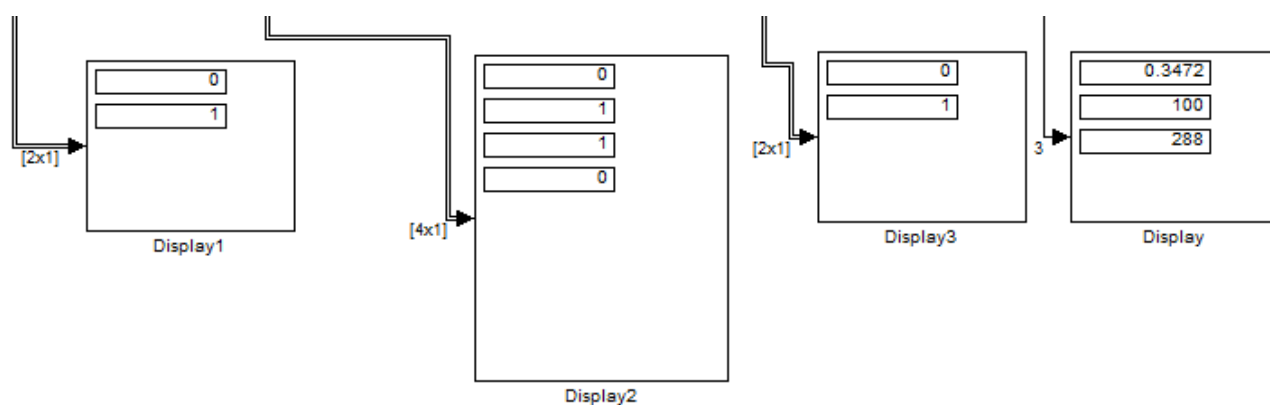 0
1
[2x1]
Display1
0
1
1
0
[4x1]
Display2
0
1
[2x1]
Display3
0.3472
100
288
3
Display